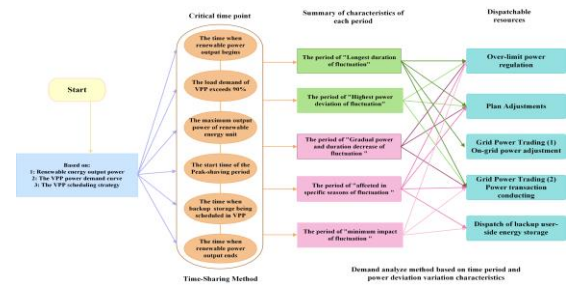 Critical time point
Summary of characteristics of
each period
Dispatchable
resources
Start
Based on:
1: Renewable energy output power
2: The VPP power demand curve
3: The VPP scheduling strategy
The time when
renewable power
output begins
The load demand of
VPP exceeds 90%
The maximum output
power of renewable
energy unit
The start time of the
Peak-shaving period
The time when
backup storage being
scheduled in VPP
The time when
renewable power
output ends
Time-Sharing Method
The period of "Longest duration
of fluctuation"
The period of "Highest power
deviation of fluctuation"
The period of "Gradual power
and duration decrease of
fluctuation "
The period of "affected in
specific seasons of fluctuation "
The period of "minimum impact
of fluctuation "
Over-limit power
regulation
Plan Adjustments
Grid Power Trading (1)
On-grid power adjustment
Grid Power Trading (2)
Power transaction
conducting
Dispatch of backup user-
side energy storage
Demand analyze method based on time period and
power deviation variation characteristics